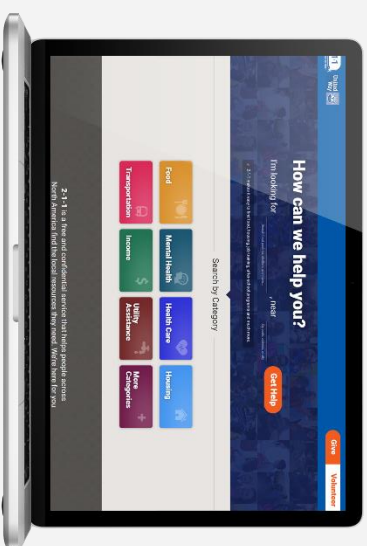 211
United
Way
Give
Volunteer
How can we help you?
I'm looking for
, near
Get Help
Search by Category
Food
Mental Health
Health Care
Housing
Transportation
Income
Utility
Assistance
More
Categories
2-1-1 is a free and confidential service that helps people across
North America find the local resources they need. We're here for you